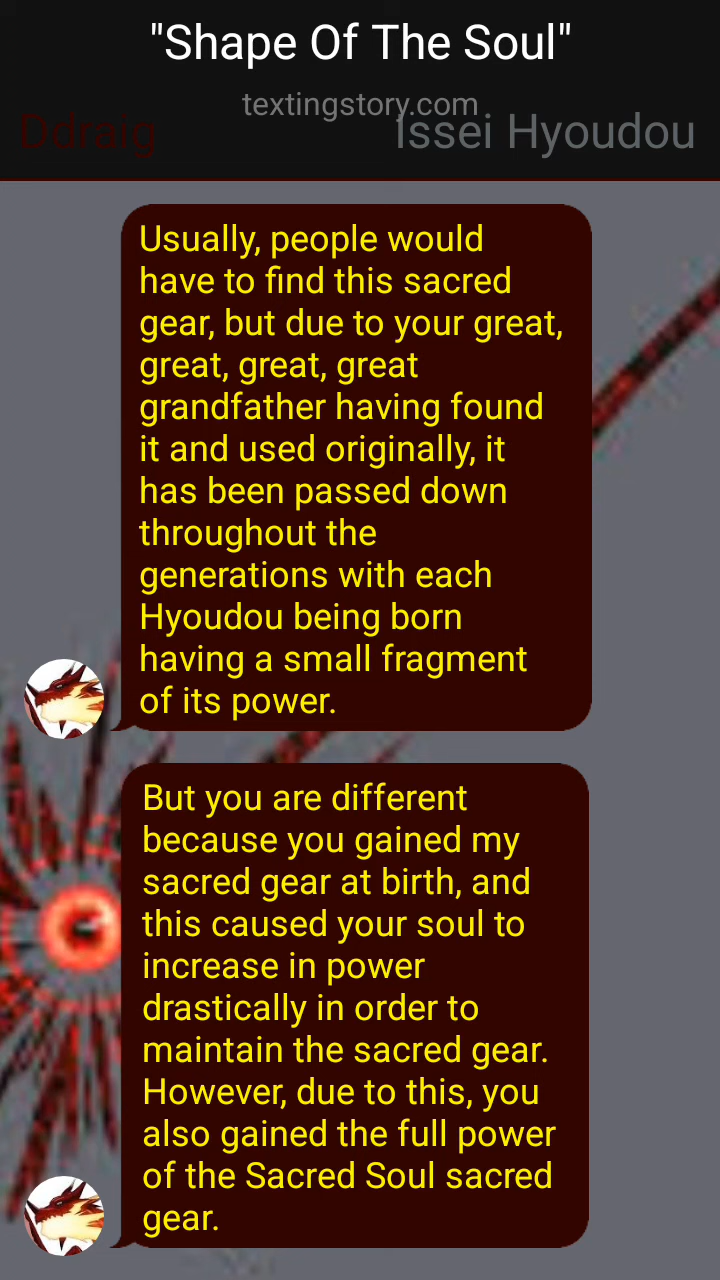 "Shape Of The Soul"
textingstory.com
Ddraig
Issei Hyoudou
Usually, people would
have to find this sacred
gear, but due to your great,
great, great, great
grandfather having found
it and used originally, it
has been passed down
throughout the
generations with each
Hyoudou being born
having a small fragment
of its power.
But you are different
because you gained my
sacred gear at birth, and
this caused your soul to
increase in power
drastically in order to
maintain the sacred gear.
However, due to this, you
also gained the full power
of the Sacred Soul sacred
gear.